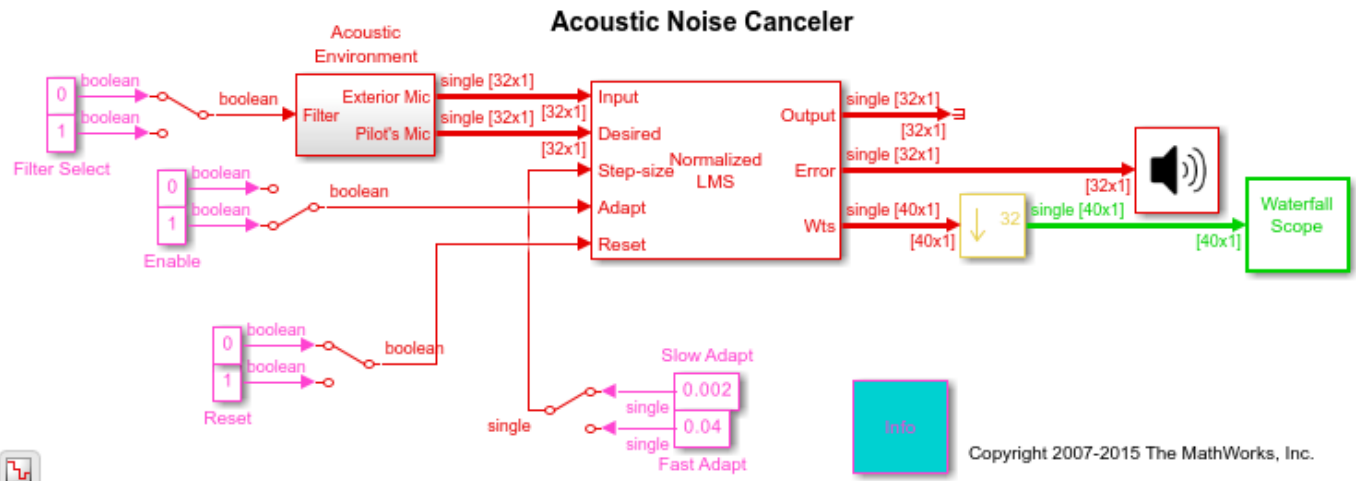 Acoustic Noise Canceler
Acoustic
Environment
boolean
0
boolean
1
Filter Select
boolean
Filter
Exterior Mic
Pilot's Mic
single [32x1]
single [32x1]
[32x1]
[32x1]
0
boolean
1
boolean
Enable
boolean
Input
Desired
Step-size
Adapt
Reset
Normalized
LMS
Output
Error
Wts
single [32x1]
[32x1]
single [32x1]
[32x1]
single [40x1]
[40x1]
32
single [40x1]
[40x1]
Waterfall
Scope
0
boolean
1
boolean
Reset
boolean
single
Slow Adapt
0.002
single
0.04
single
Fast Adapt
Info
Copyright 2007-2015 The MathWorks, Inc.